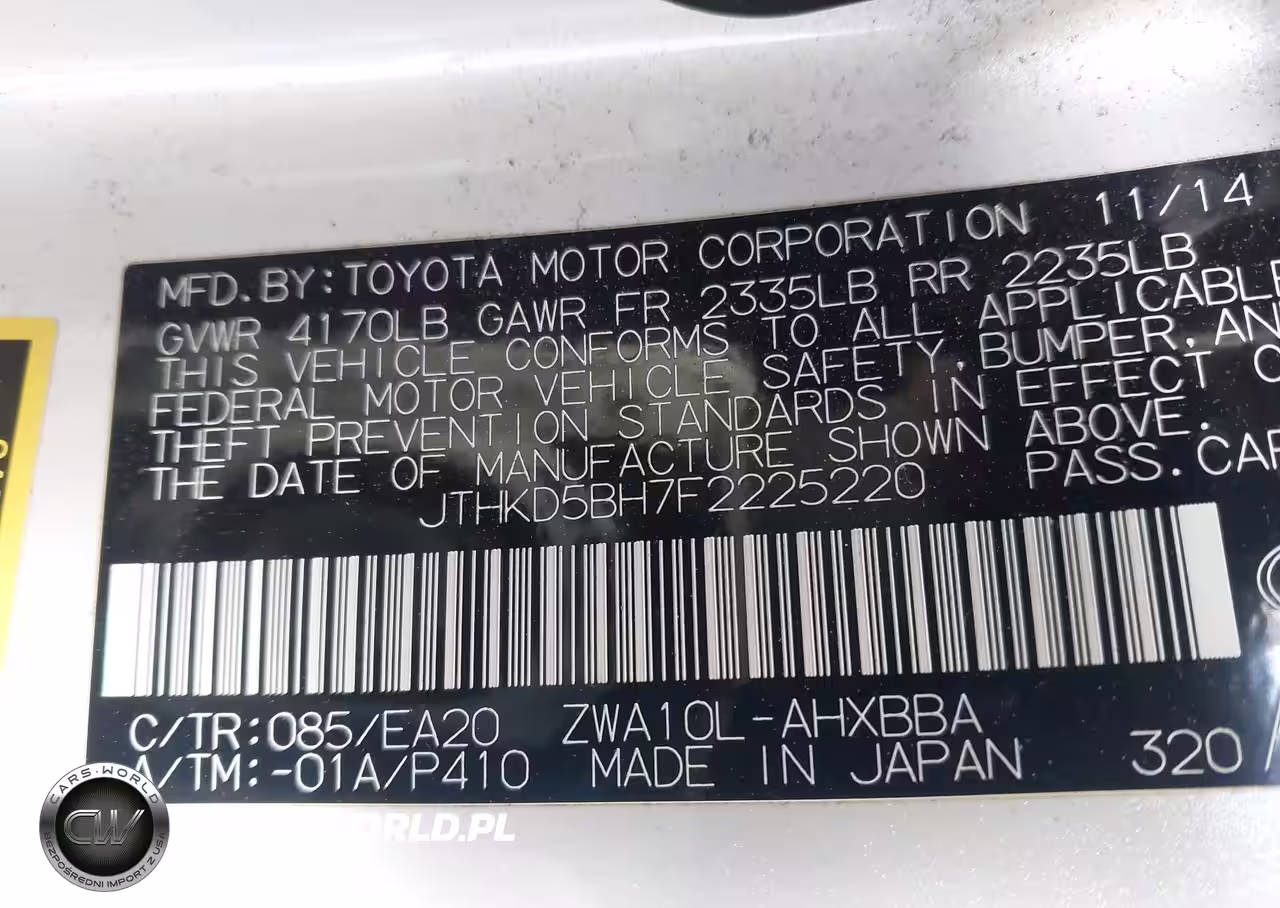 MFD.BY:TOYOTA MOTOR CORPORATION 11/14
GVWR 4170LB GAWR FR 2335LB RR 2235LB
THIS VEHICLE CONFORMS TO ALL APPLICABLE
FEDERAL MOTOR VEHICLE SAFETY,BUMPER,AN
THEFT PREVENTION STANDARDS IN EFFECT O
THE DATE OF MANUFACTURE SHOWN ABOVE.
JTHKD5BH7F2225220 PASS.CAR
C/TR:085/EA20 ZWA10L-AHXBBA
A/TM:-01A/P410 MADE IN JAPAN 320/
CARS-WORLD
CW
BEZPOŚREDNI IMPORT Z USA
WORLD.PL